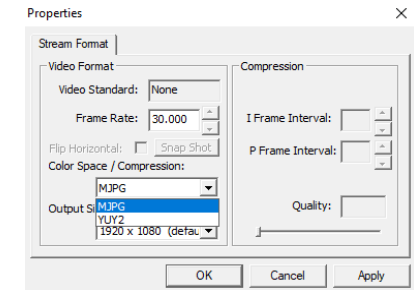 Properties
Stream Format
Video Format
Video Standard: None
Frame Rate: 30.000
Flip Horizontal: Snap Shot
Color Space / Compression:
MJPG
MJPG
YUY2
Output Si
1920 x 1080 (defau
Compression
I Frame Interval:
P Frame Interval:
Quality:
OK Cancel Apply